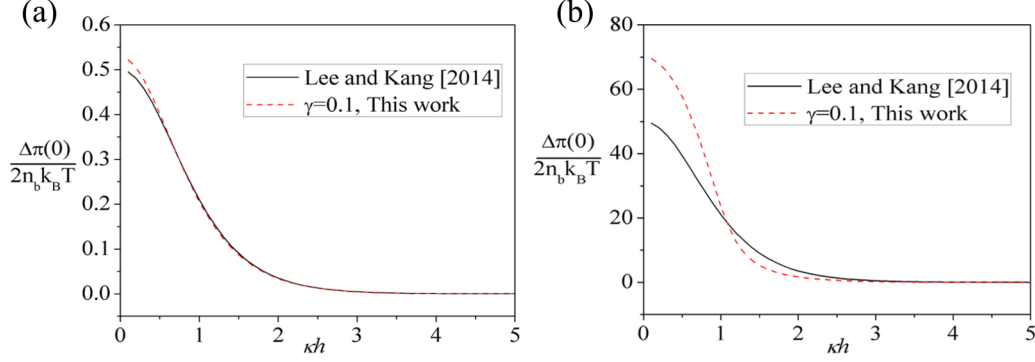 (a)
0.6
0.5
0.4
0.3
0.2
0.1
0.0
Δπ(0)
2n_b k_B T
Lee and Kang [2014]
γ=0.1, This work
0 1 2 3 4 5
κh
(b)
80
60
40
20
0
Δπ(0)
2n_b k_B T
Lee and Kang [2014]
γ=0.1, This work
0 1 2 3 4 5
κh